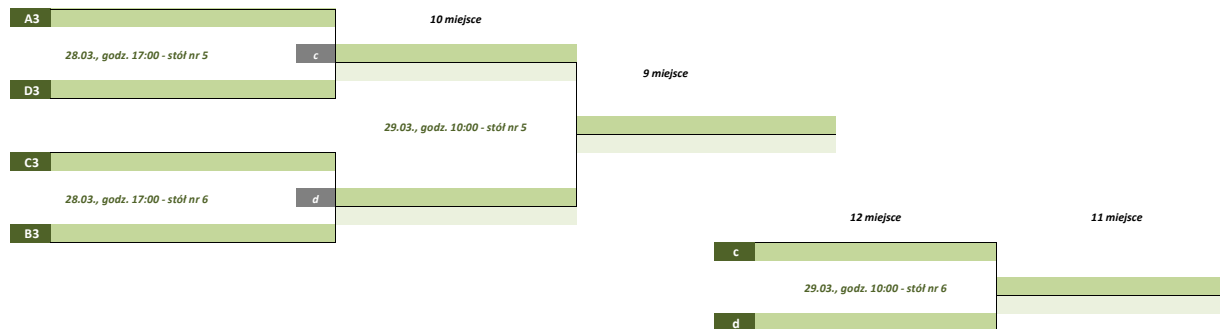 A3
10 miejsce
28.03., godz. 17:00 - stół nr 5
c
9 miejsce
D3
29.03., godz. 10:00 - stół nr 5
C3
28.03., godz. 17:00 - stół nr 6
d
12 miejsce
11 miejsce
B3
c
29.03., godz. 10:00 - stół nr 6
d